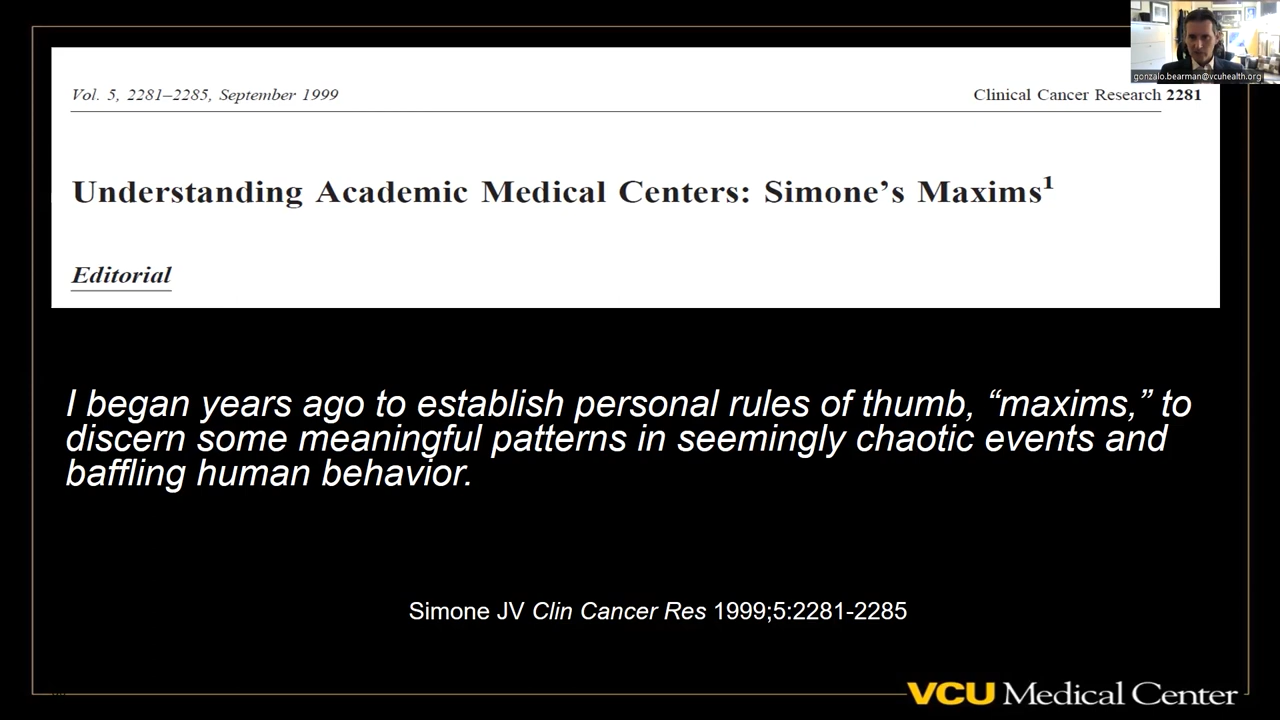 gonzalo.bearman@vcuhealth.org
Vol. 5, 2281–2285, September 1999
Clinical Cancer Research 2281
Understanding Academic Medical Centers: Simone’s Maxims¹
Editorial
I began years ago to establish personal rules of thumb, “maxims,” to
discern some meaningful patterns in seemingly chaotic events and
baffling human behavior.
Simone JV Clin Cancer Res 1999;5:2281-2285
VCU Medical Center